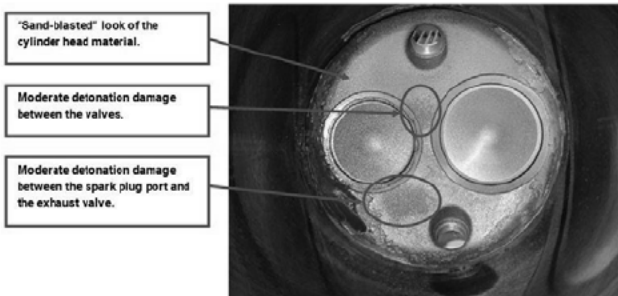 "Sand-blasted" look of the
cylinder head material.
Moderate detonation damage
between the valves.
Moderate detonation damage
between the spark plug port and
the exhaust valve.